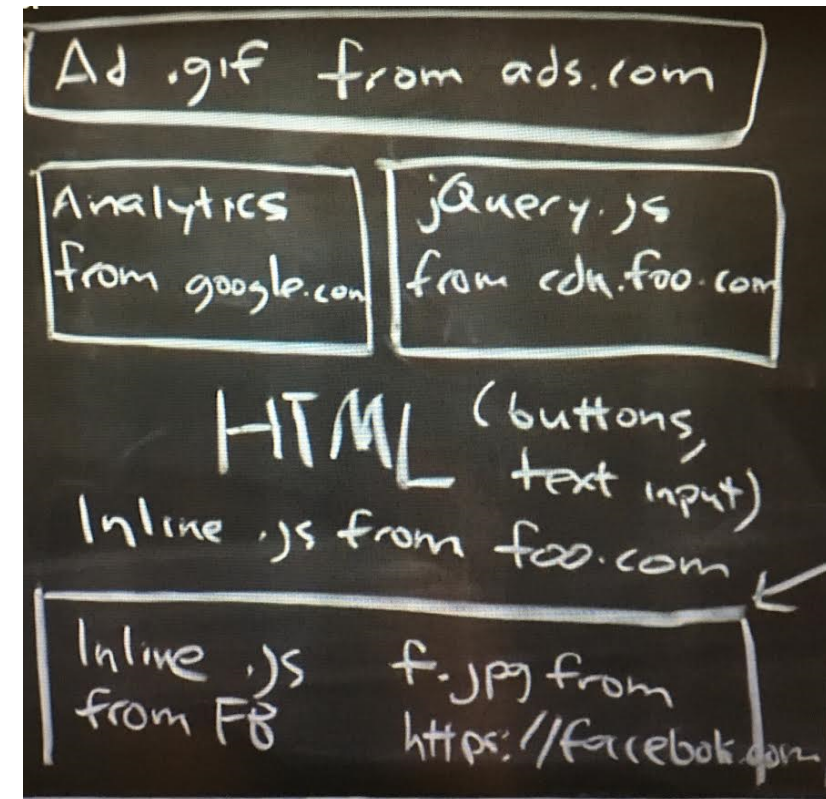 Ad .gif from ads.com
Analytics
from google.com
jQuery.js
from cdn.foo.com
HTML (buttons,
text input)
Inline .js from foo.com
Inline .js
from FB
f.jpg from
https://facebok.com